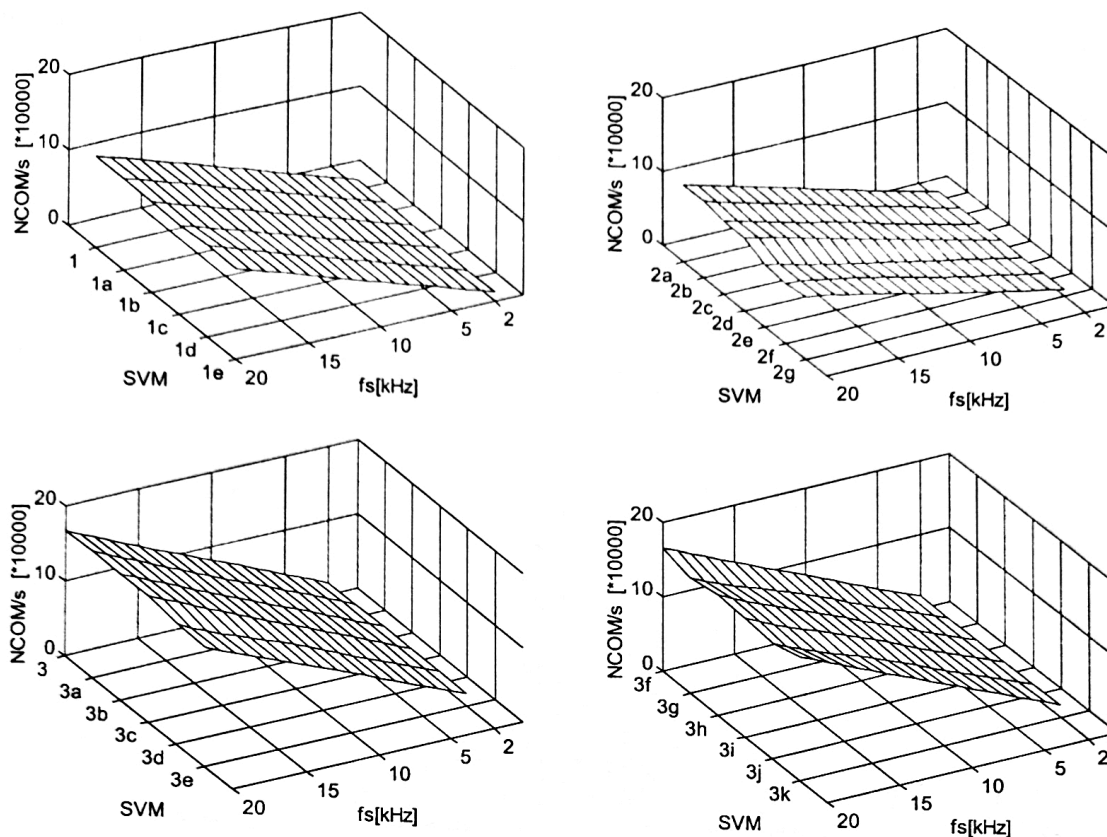 20
10
0
NCOM/s [*10000]
1
1a
1b
1c
1d
1e
SVM
20
15
10
5
2
fs[kHz]
20
10
0
NCOM/s [*10000]
2a
2b
2c
2d
2e
2f
2g
SVM
20
15
10
5
2
fs[kHz]
20
10
0
NCOM/s [*10000]
3
3a
3b
3c
3d
3e
SVM
20
15
10
5
2
fs[kHz]
20
10
0
NCOM/s [*10000]
3f
3g
3h
3i
3j
3k
SVM
20
15
10
5
2
fs[kHz]